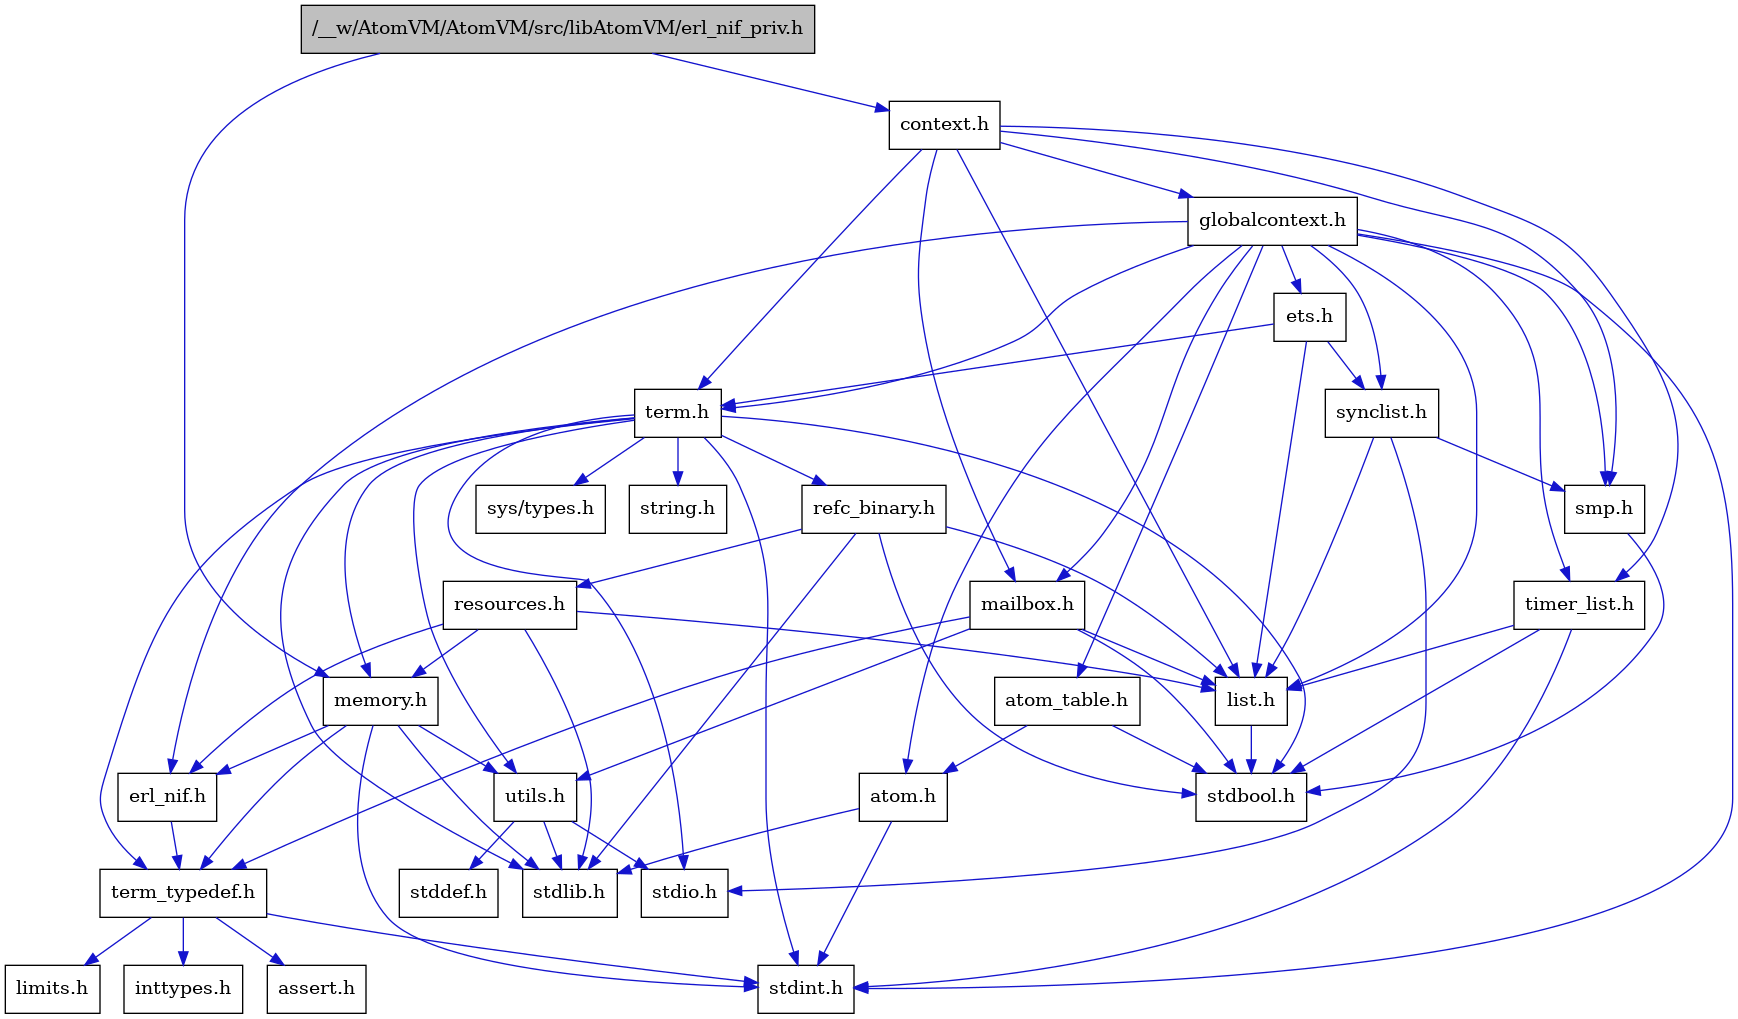 /__w/AtomVM/AtomVM/src/libAtomVM/erl_nif_priv.h
context.h
globalcontext.h
ets.h
term.h
synclist.h
sys/types.h
string.h
refc_binary.h
smp.h
resources.h
mailbox.h
timer_list.h
memory.h
atom_table.h
list.h
erl_nif.h
utils.h
atom.h
stdbool.h
term_typedef.h
stddef.h
stdlib.h
stdio.h
limits.h
inttypes.h
assert.h
stdint.h